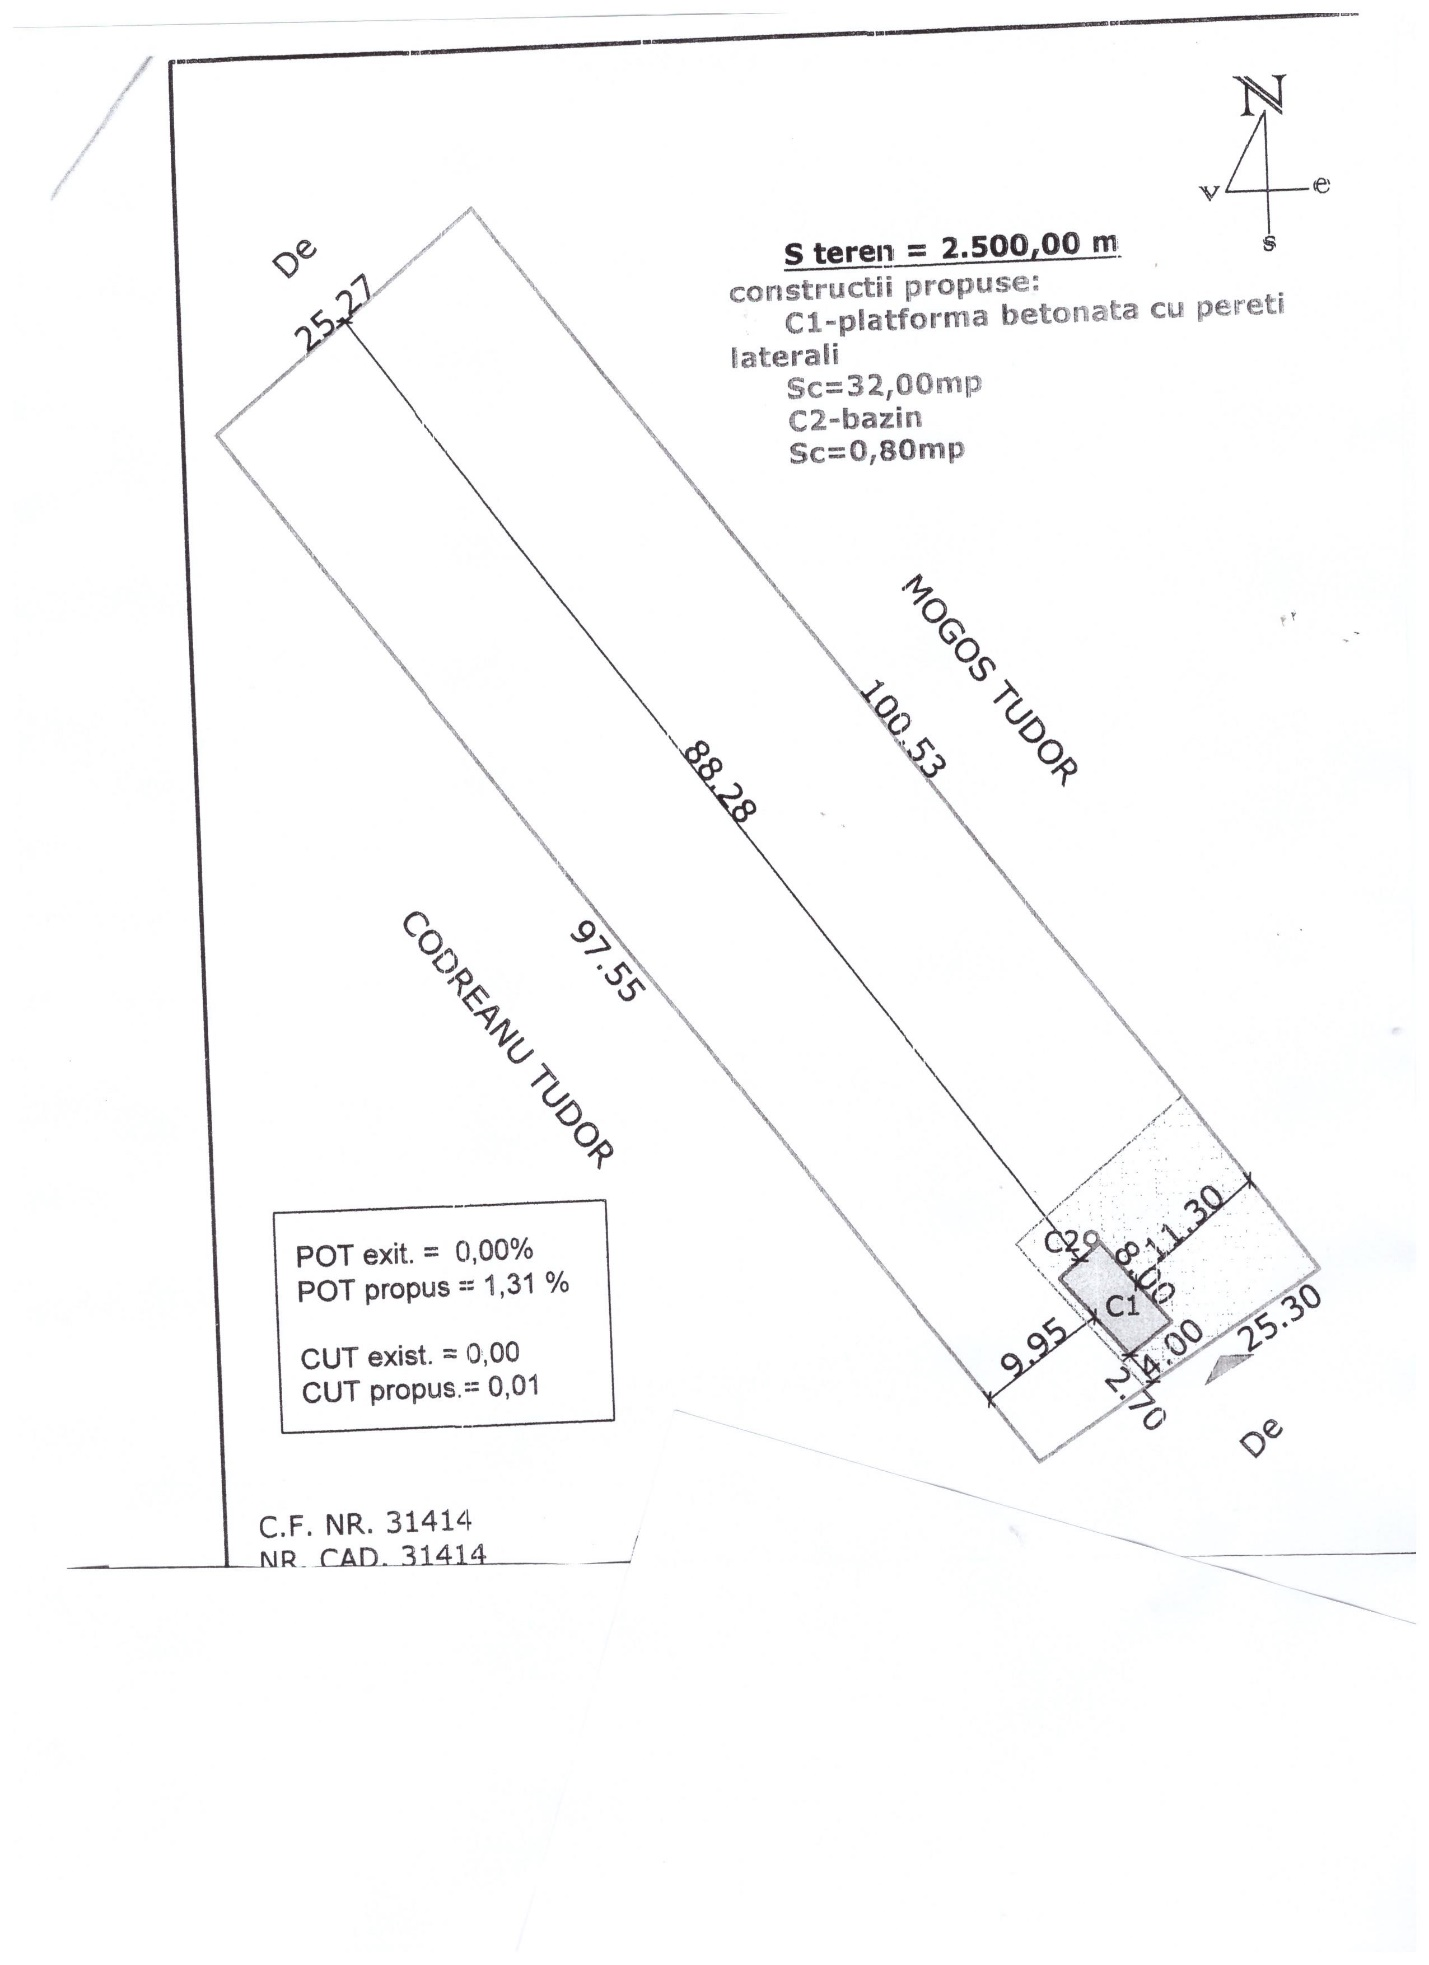 N
v e
s
De
25.27
S teren = 2.500,00 m
constructii propuse:
C1-platforma betonata cu pereti
laterali
Sc=32,00mp
C2-bazin
Sc=0,80mp
MOGOS TUDOR
100.53
88.28
97.55
CODREANU TUDOR
C2
8.00
11.30
C1
9.95
4.00
2.70
25.30
De
POT exit. = 0,00%
POT propus = 1,31 %
CUT exist. = 0,00
CUT propus.= 0,01
C.F. NR. 31414
NR. CAD. 31414